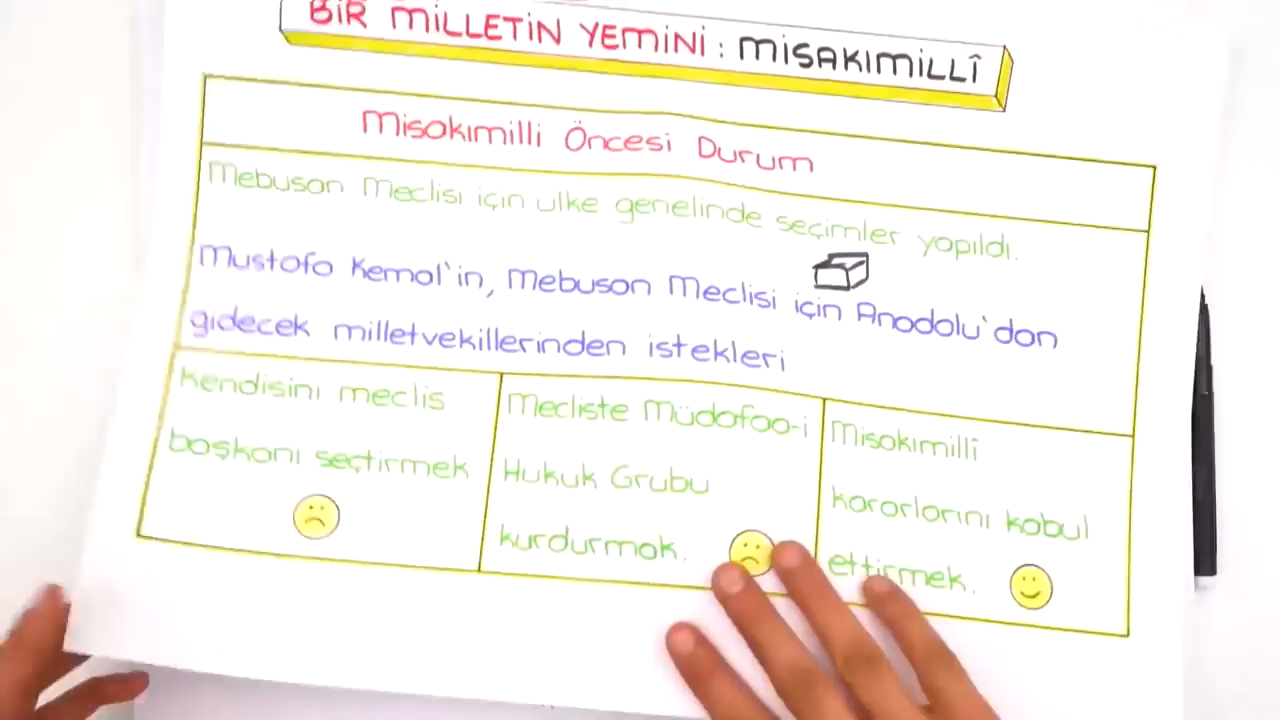 BİR MİLLETİN YEMİNİ : MİSAKIMİLLÎ
Misakımilli Öncesi Durum
Mebusan Meclisi için ülke genelinde seçimler yapıldı.
Mustafa Kemal'in, Mebusan Meclisi için Anadolu'dan
gidecek milletvekillerinden istekleri
Kendisini meclis
başkanı seçtirmek
Mecliste Müdafaa-i
Hukuk Grubu
kurdurmak.
Misakımillî
kararlarını kabul
ettirmek.